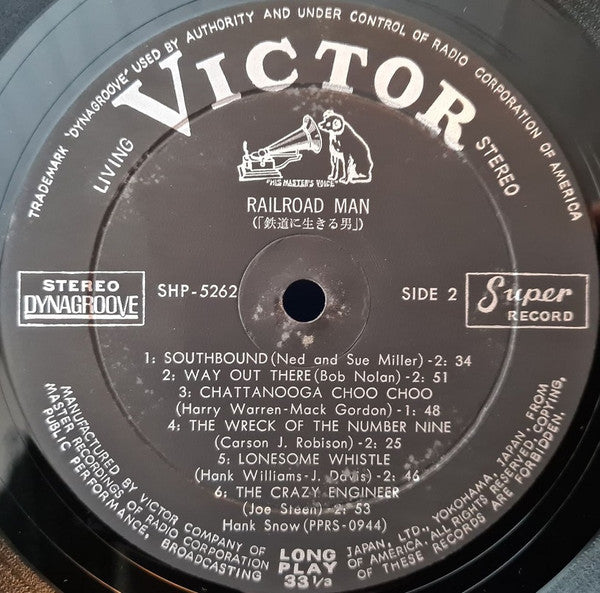 TRADEMARK "DYNAGROOVE" USED BY AUTHORITY AND UNDER CONTROL OF RADIO CORPORATION OF AMERICA
VICTOR
LIVING
STEREO
"HIS MASTER'S VOICE"
RAILROAD MAN
(「鉄道に生きる男」)
STEREO
DYNAGROOVE
SHP-5262
SIDE 2
Super
RECORD
1: SOUTHBOUND (Ned and Sue Miller)-2: 34
2: WAY OUT THERE (Bob Nolan)-2: 51
3: CHATTANOOGA CHOO CHOO
(Harry Warren-Mack Gordon)-1: 48
4: THE WRECK OF THE NUMBER NINE
(Carson J. Robison)-2: 25
5: LONESOME WHISTLE
(Hank Williams-J. Davis)-2: 46
6: THE CRAZY ENGINEER
(Joe Steen)-2: 53
Hank Snow (PPRS-0944)
LONG
PLAY
33 1/3
MANUFACTURED BY VICTOR COMPANY OF JAPAN, LTD., YOKOHAMA, JAPAN, FROM
MASTER RECORDINGS OF RADIO CORPORATION OF AMERICA. ALL RIGHTS RESERVED. COPYING,
PUBLIC PERFORMANCE, BROADCASTING OF THESE RECORDS ARE FORBIDDEN.